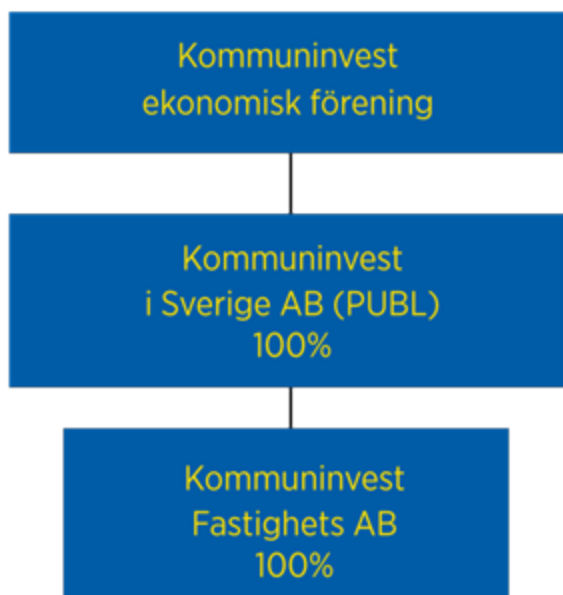 Kommuninvest
ekonomisk förening
Kommuninvest
i Sverige AB (PUBL)
100%
Kommuninvest
Fastighets AB
100%